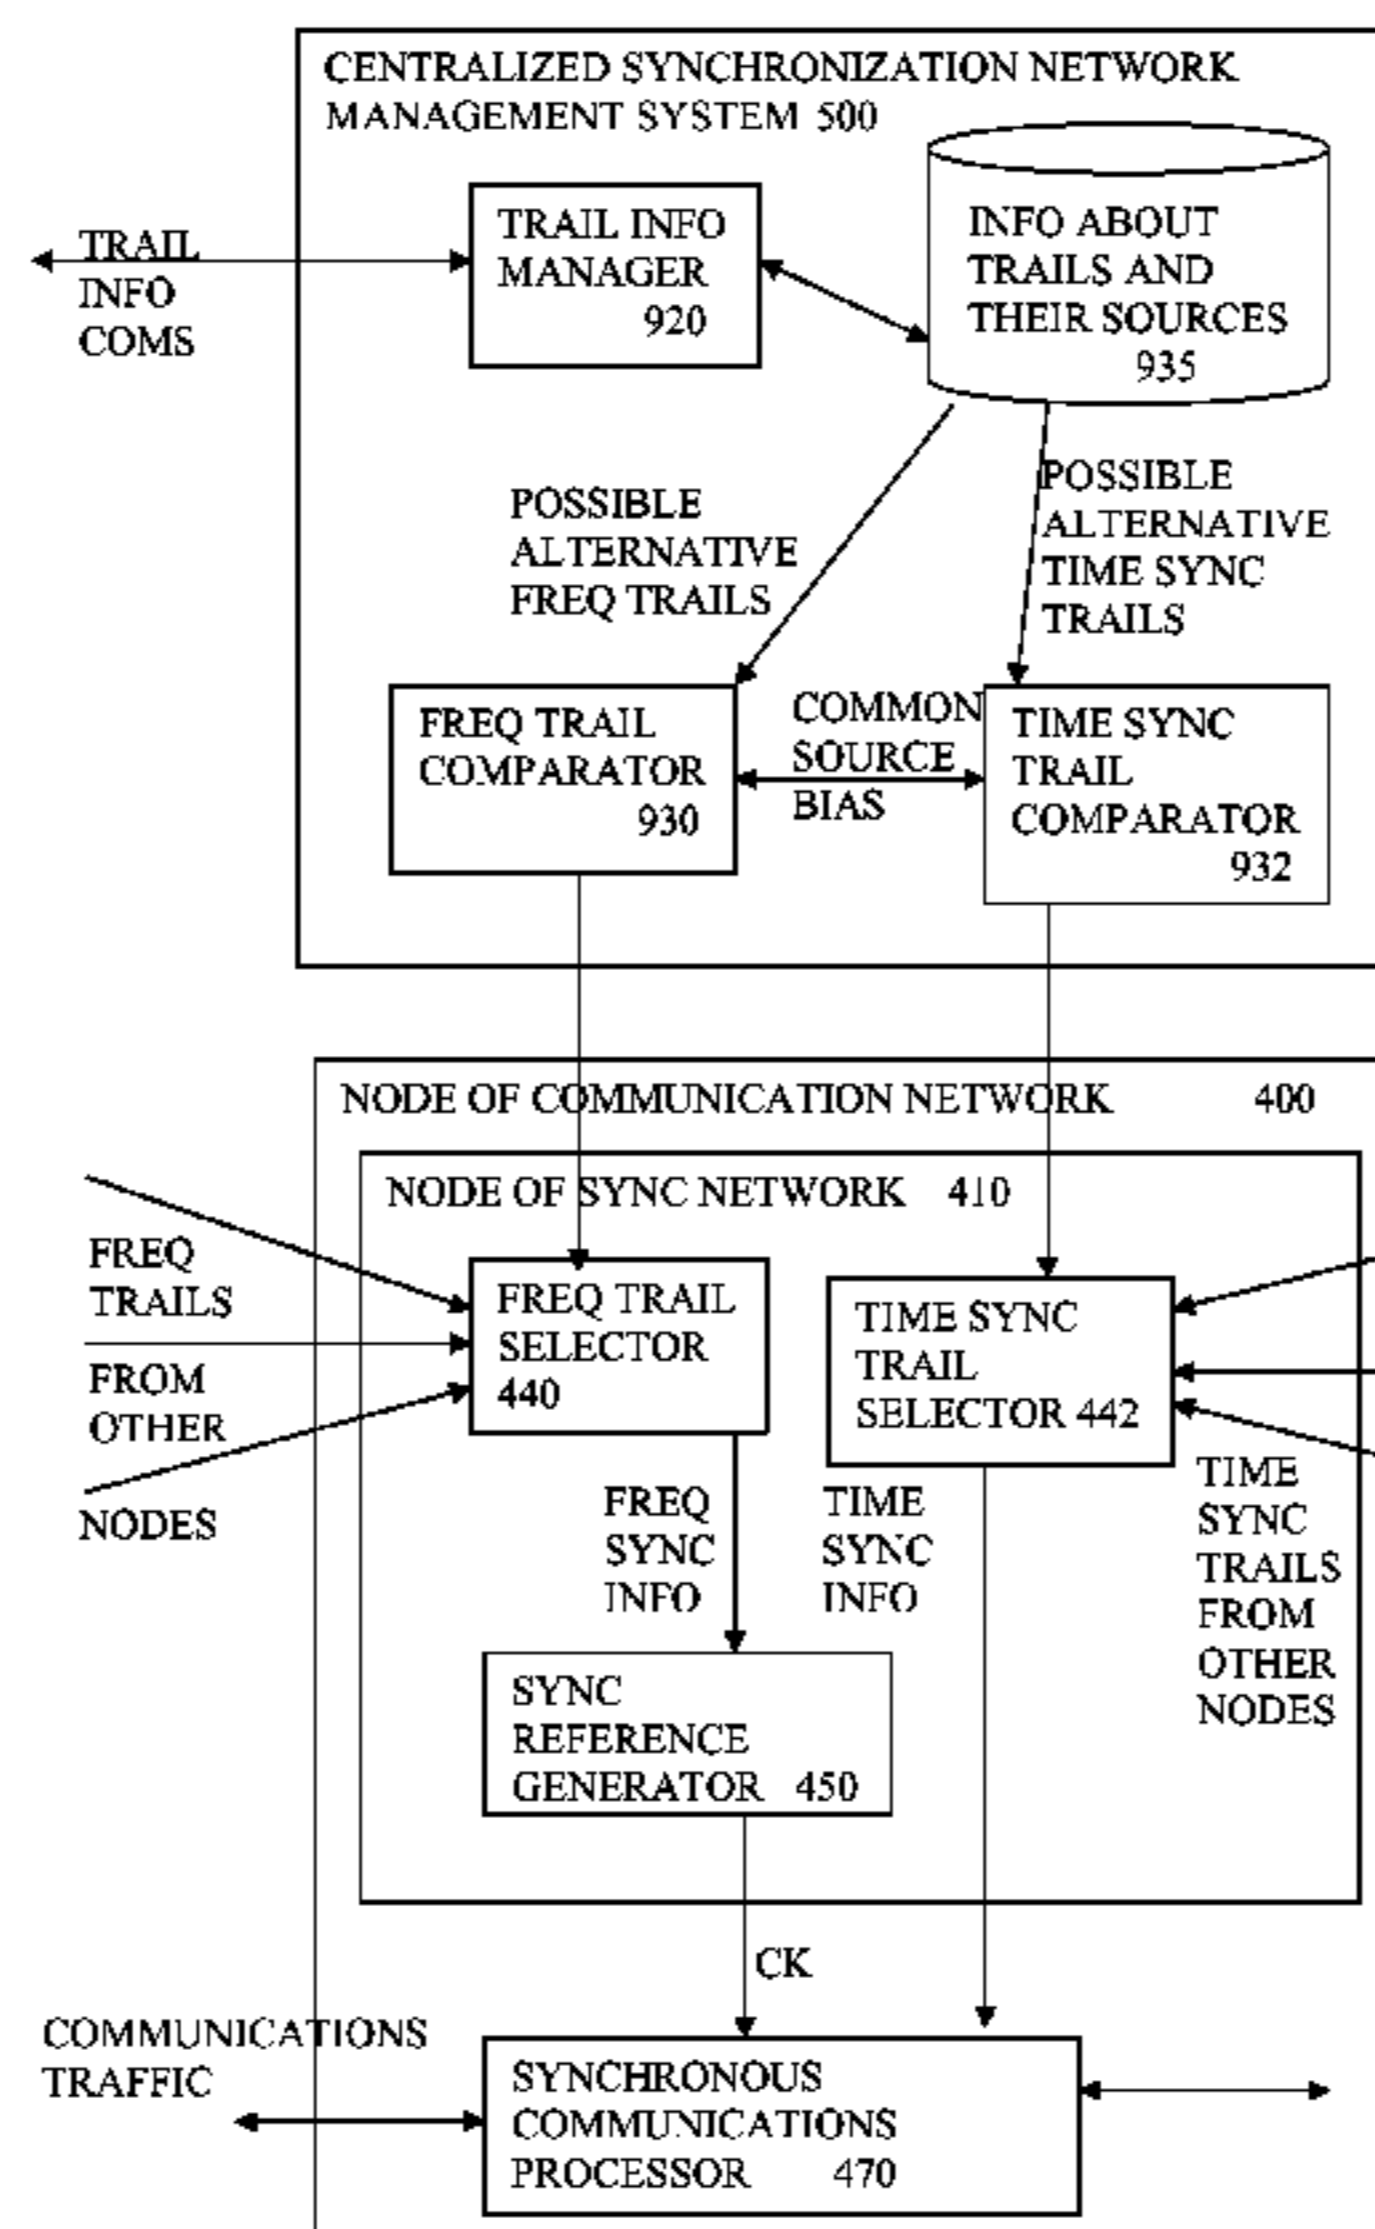 CENTRALIZED SYNCHRONIZATION NETWORK
MANAGEMENT SYSTEM 500
TRAIL INFO
MANAGER
920
INFO ABOUT
TRAILS AND
THEIR SOURCES
935
TRAIL
INFO
COMS
POSSIBLE
ALTERNATIVE
FREQ TRAILS
POSSIBLE
ALTERNATIVE
TIME SYNC
TRAILS
FREQ TRAIL
COMPARATOR
930
COMMON
SOURCE
BIAS
TIME SYNC
TRAIL
COMPARATOR
932
NODE OF COMMUNICATION NETWORK 400
NODE OF SYNC NETWORK 410
FREQ
TRAILS
FROM
OTHER
NODES
FREQ TRAIL
SELECTOR
440
TIME SYNC
TRAIL
SELECTOR 442
FREQ
SYNC
INFO
TIME
SYNC
INFO
TIME
SYNC
TRAILS
FROM
OTHER
NODES
SYNC
REFERENCE
GENERATOR 450
CK
COMMUNICATIONS
TRAFFIC
SYNCHRONOUS
COMMUNICATIONS
PROCESSOR 470